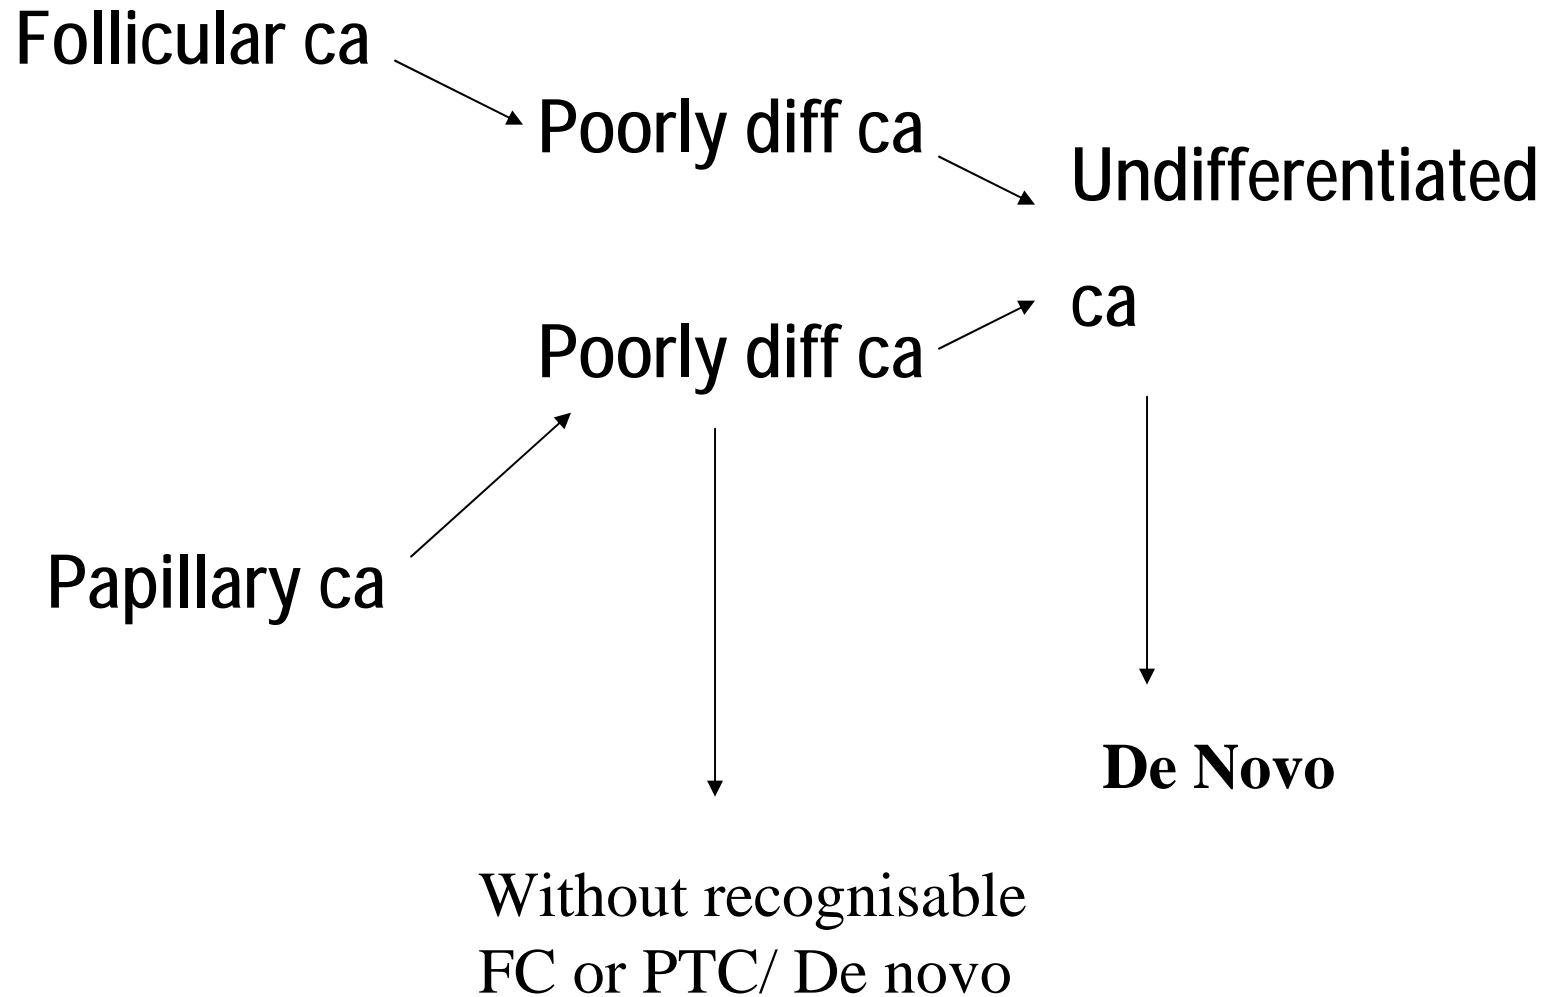 Follicular ca
Poorly diff ca
Undifferentiated
ca
Poorly diff ca
Papillary ca
De Novo
Without recognisable
FC or PTC/ De novo